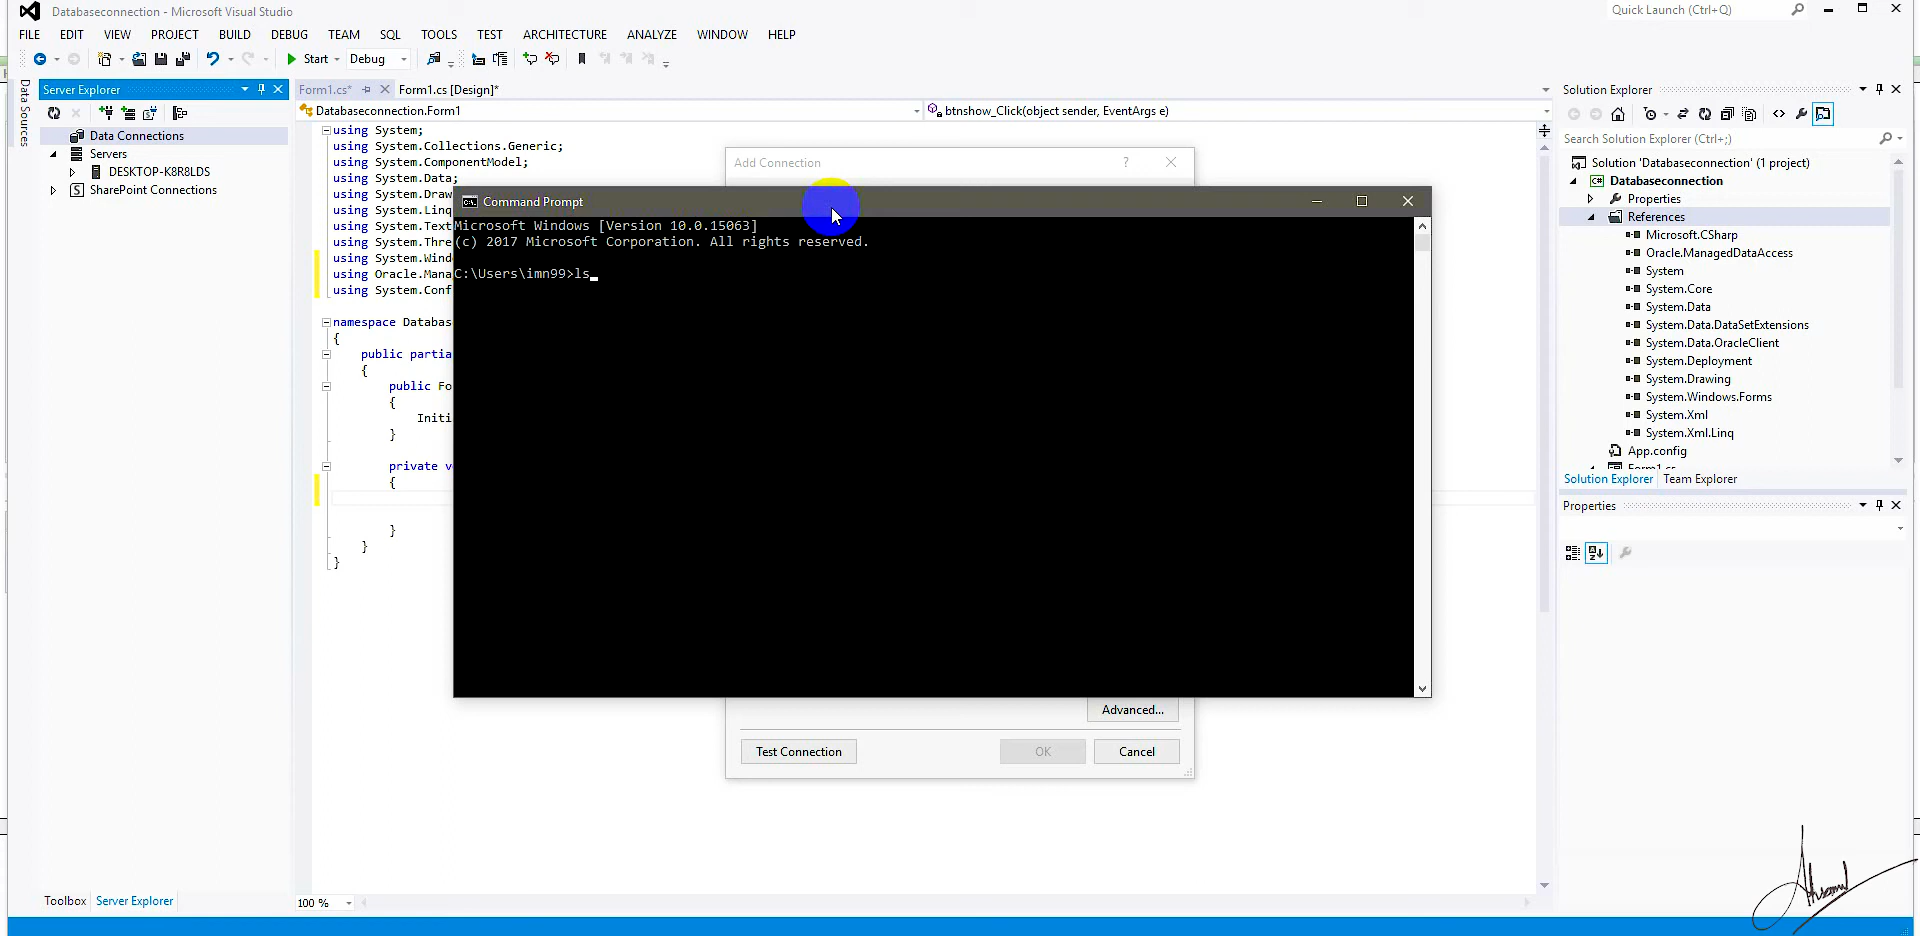 Databaseconnection - Microsoft Visual Studio
Quick Launch (Ctrl+Q)
FILE EDIT VIEW PROJECT BUILD DEBUG TEAM SQL TOOLS TEST ARCHITECTURE ANALYZE WINDOW HELP
Start Debug
Data Sources
Server Explorer
Data Connections
Servers
DESKTOP-K8R8LDS
SharePoint Connections
Toolbox Server Explorer
Form1.cs* Form1.cs [Design]*
Databaseconnection.Form1 btnshow_Click(object sender, EventArgs e)
using System;
using System.Collections.Generic;
using System.ComponentModel;
using System.Data;
using System.Draw
using System.Linq
using System.Text
using System.Thre
using System.Wind
using Oracle.Mana
using System.Conf
namespace Databas
{
public partia
{
public Fo
{
Initi
}
private v
{
}
}
}
100 %
Add Connection ?
Command Prompt
Microsoft Windows [Version 10.0.15063]
(c) 2017 Microsoft Corporation. All rights reserved.
C:\Users\imn99>ls
Advanced...
Test Connection OK Cancel
Solution Explorer
Search Solution Explorer (Ctrl+;)
Solution 'Databaseconnection' (1 project)
Databaseconnection
Properties
References
Microsoft.CSharp
Oracle.ManagedDataAccess
System
System.Core
System.Data
System.Data.DataSetExtensions
System.Data.OracleClient
System.Deployment
System.Drawing
System.Windows.Forms
System.Xml
System.Xml.Linq
App.config
Form1.cs
Solution Explorer Team Explorer
Properties